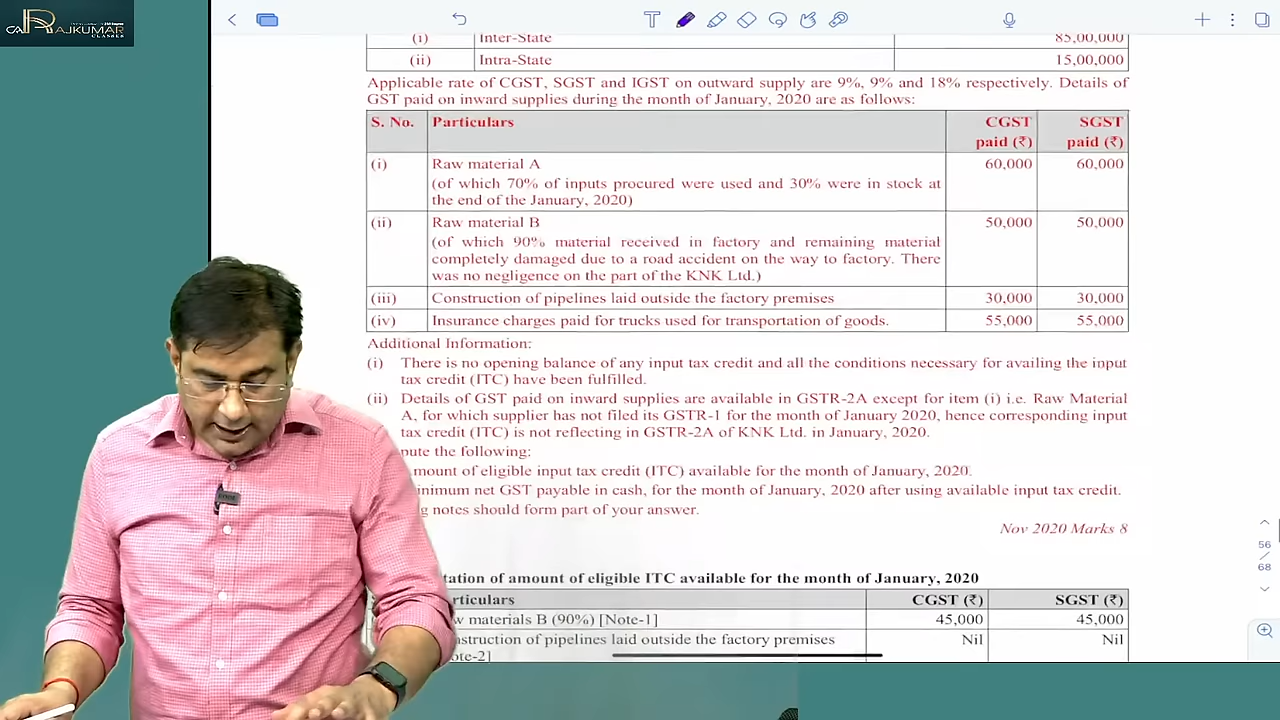 CA RAJKUMAR
CLASSES
(i) Inter-State 85,00,000
(ii) Intra-State 15,00,000
Applicable rate of CGST, SGST and IGST on outward supply are 9%, 9% and 18% respectively. Details of
GST paid on inward supplies during the month of January, 2020 are as follows:
S. No. Particulars CGST SGST
paid (₹) paid (₹)
(i) Raw material A 60,000 60,000
(of which 70% of inputs procured were used and 30% were in stock at
the end of the January, 2020)
(ii) Raw material B 50,000 50,000
(of which 90% material received in factory and remaining material
completely damaged due to a road accident on the way to factory. There
was no negligence on the part of the KNK Ltd.)
(iii) Construction of pipelines laid outside the factory premises 30,000 30,000
(iv) Insurance charges paid for trucks used for transportation of goods. 55,000 55,000
Additional Information:
(i) There is no opening balance of any input tax credit and all the conditions necessary for availing the input
tax credit (ITC) have been fulfilled.
(ii) Details of GST paid on inward supplies are available in GSTR-2A except for item (i) i.e. Raw Material
A, for which supplier has not filed its GSTR-1 for the month of January 2020, hence corresponding input
tax credit (ITC) is not reflecting in GSTR-2A of KNK Ltd. in January, 2020.
pute the following:
mount of eligible input tax credit (ITC) available for the month of January, 2020.
inimum net GST payable in cash, for the month of January, 2020 after using available input tax credit.
g notes should form part of your answer.
Nov 2020 Marks 8
56
68
tation of amount of eligible ITC available for the month of January, 2020
rticulars CGST (₹) SGST (₹)
w materials B (90%) [Note-1] 45,000 45,000
nstruction of pipelines laid outside the factory premises Nil Nil
ote-2]